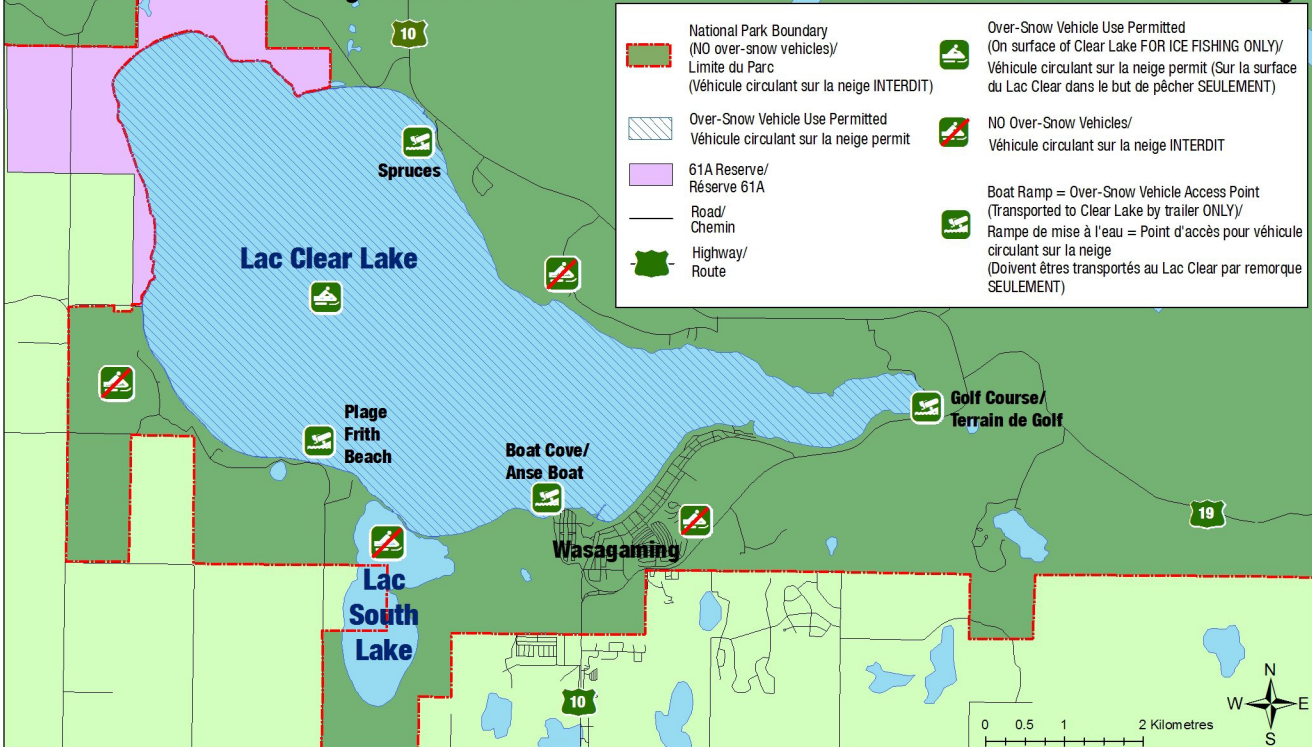 10
National Park Boundary
(NO over-snow vehicles)/
Limite du Parc
(Véhicule circulant sur la neige INTERDIT)
Over-Snow Vehicle Use Permitted
Véhicule circulant sur la neige permit
61A Reserve/
Réserve 61A
Road/
Chemin
Highway/
Route
Over-Snow Vehicle Use Permitted
(On surface of Clear Lake FOR ICE FISHING ONLY)/
Véhicule circulant sur la neige permit (Sur la surface
du Lac Clear dans le but de pêcher SEULEMENT)
NO Over-Snow Vehicles/
Véhicule circulant sur la neige INTERDIT
Boat Ramp = Over-Snow Vehicle Access Point
(Transported to Clear Lake by trailer ONLY)/
Rampe de mise à l'eau = Point d'accès pour véhicule
circulant sur la neige
(Doivent êtres transportés au Lac Clear par remorque
SEULEMENT)
Spruces
Lac Clear Lake
Plage
Frith
Beach
Boat Cove/
Anse Boat
Golf Course/
Terrain de Golf
Wasagaming
19
Lac
South
Lake
10
N
W
E
S
0 0.5 1 2 Kilometres